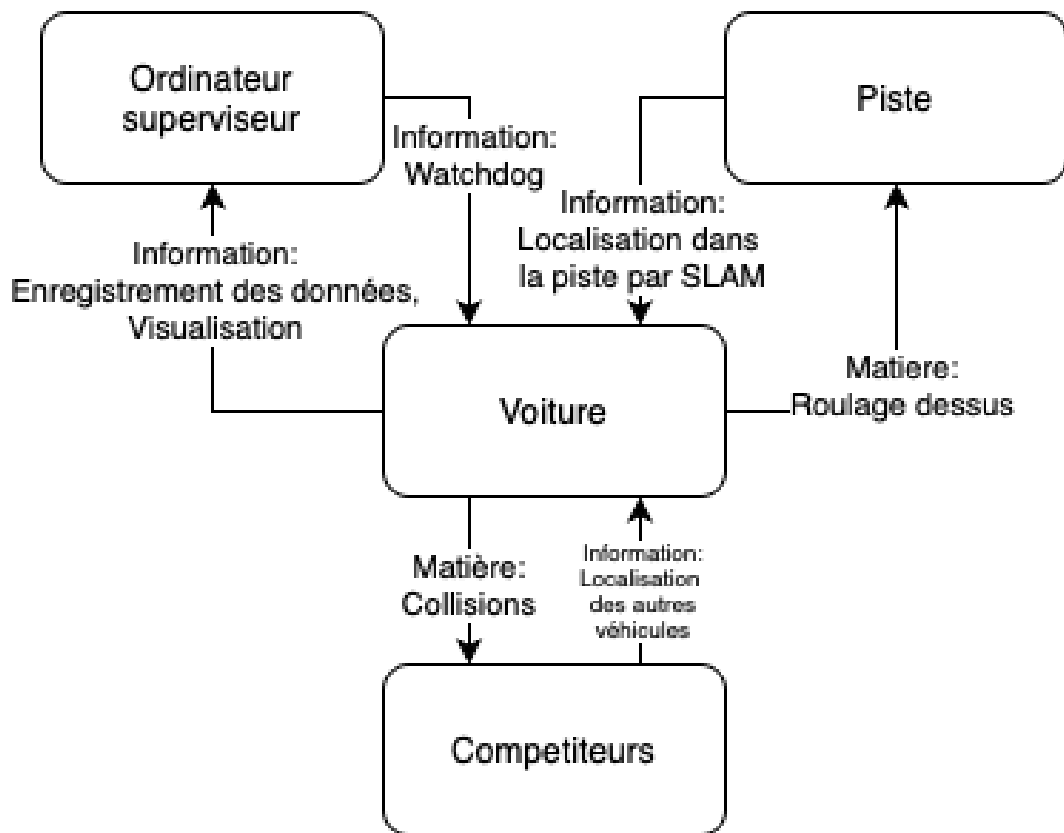 Ordinateur
superviseur
Piste
Information:
Watchdog
Information:
Localisation dans
la piste par SLAM
Information:
Enregistrement des données,
Visualisation
Voiture
Matiere:
Roulage dessus
Matière:
Collisions
Information:
Localisation
des autres
véhicules
Competiteurs